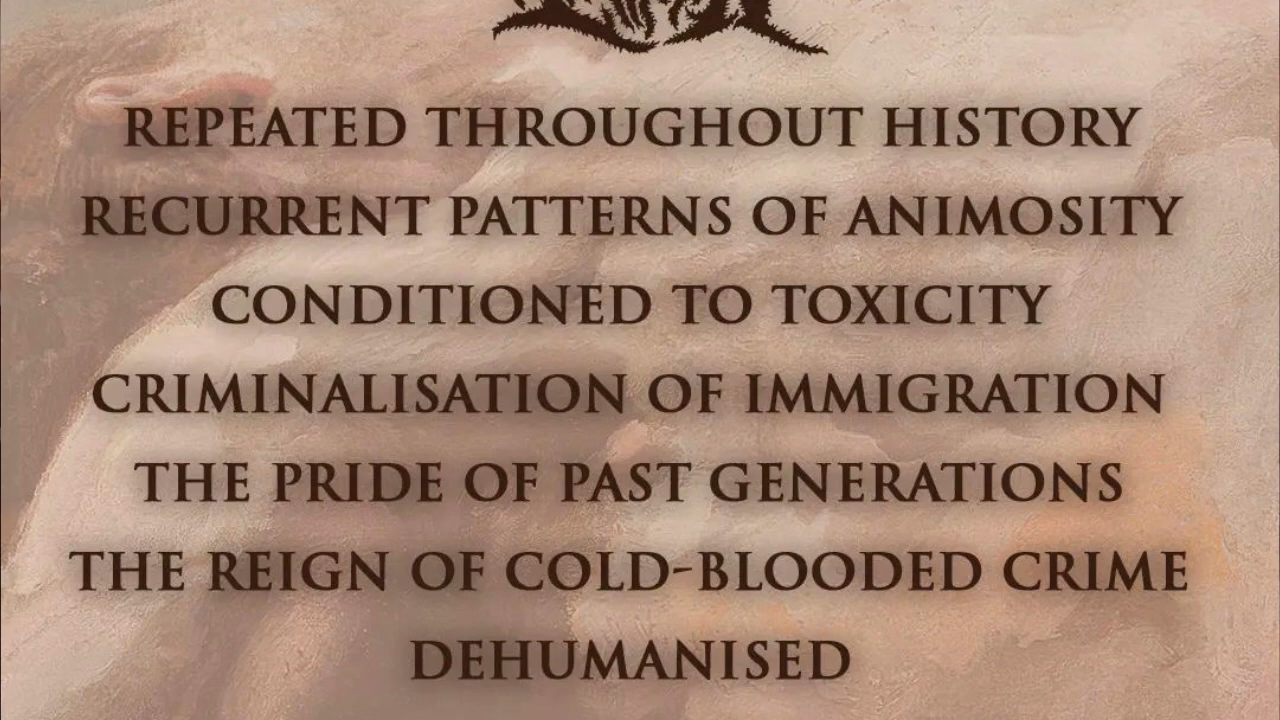 REPEATED THROUGHOUT HISTORY
RECURRENT PATTERNS OF ANIMOSITY
CONDITIONED TO TOXICITY
CRIMINALISATION OF IMMIGRATION
THE PRIDE OF PAST GENERATIONS
THE REIGN OF COLD-BLOODED CRIME
DEHUMANISED